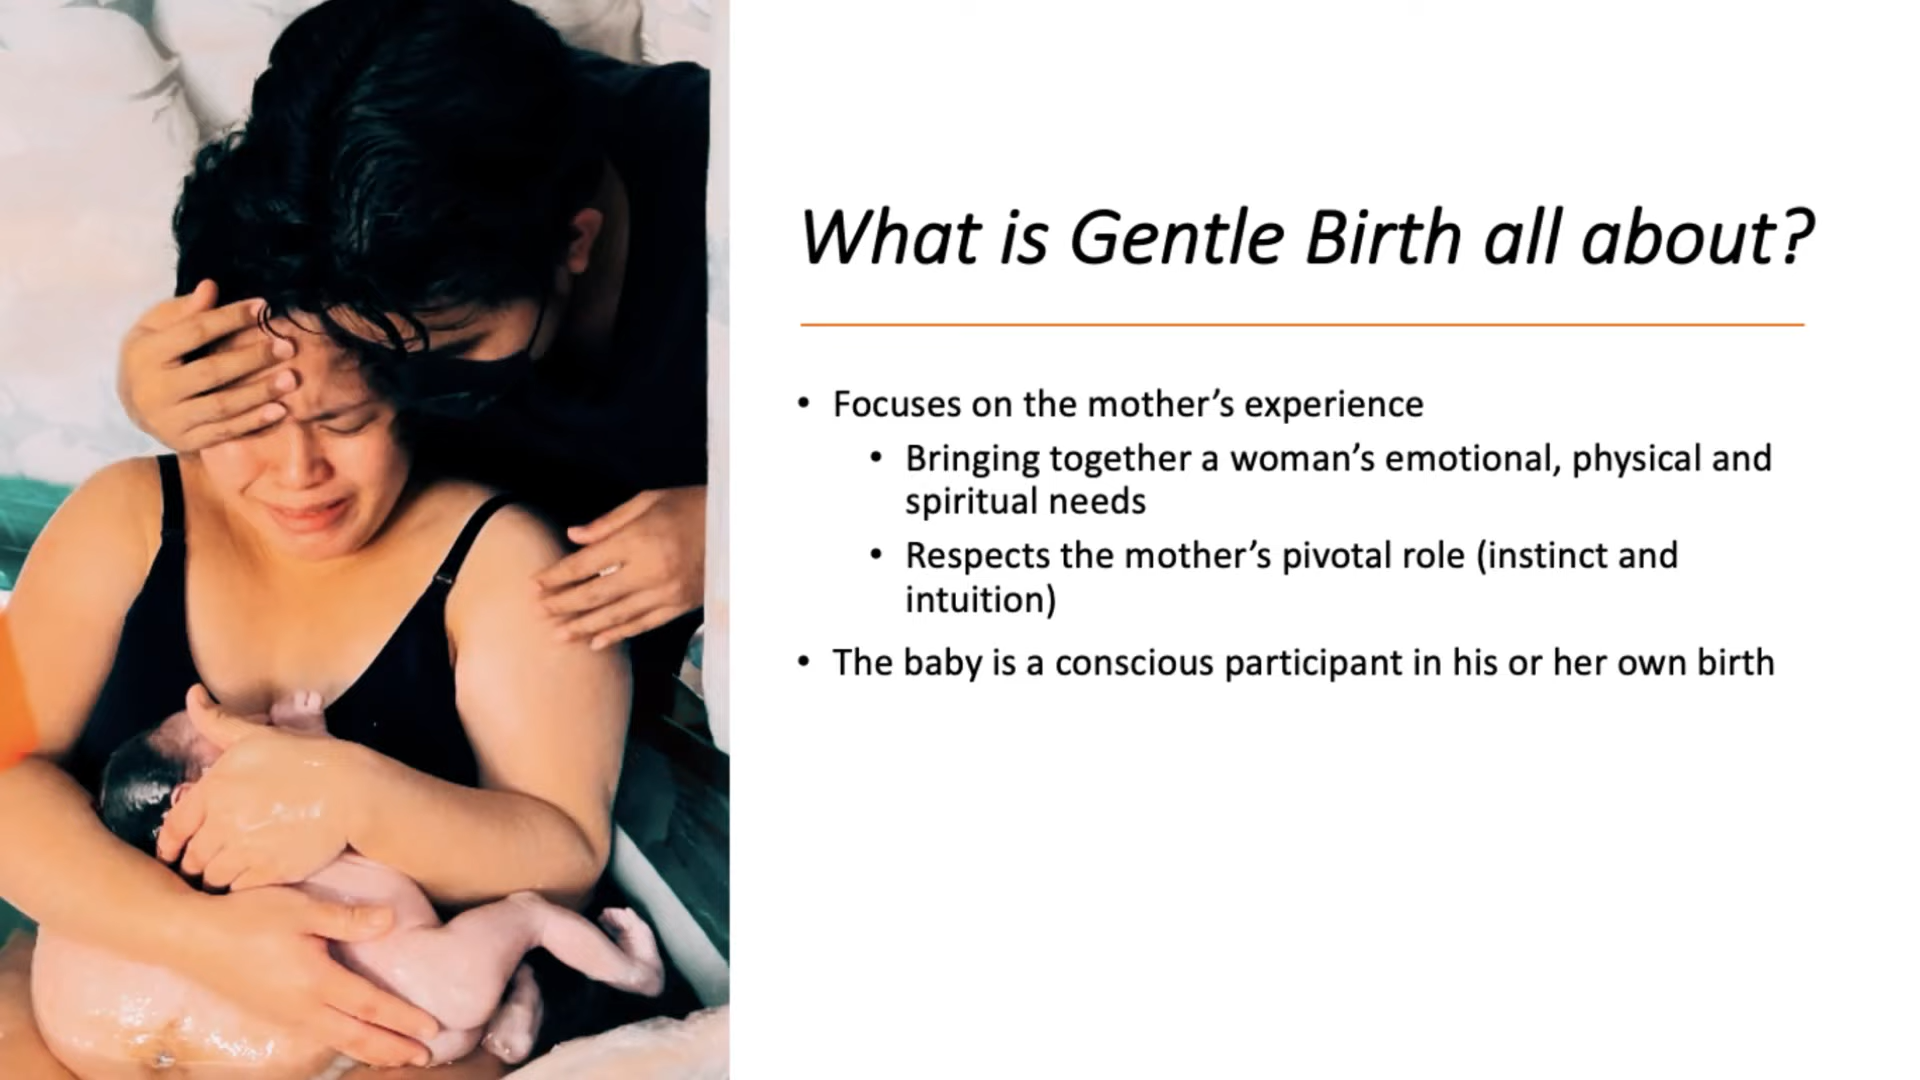 What is Gentle Birth all about?
• Focuses on the mother’s experience
• Bringing together a woman’s emotional, physical and
spiritual needs
• Respects the mother’s pivotal role (instinct and
intuition)
• The baby is a conscious participant in his or her own birth